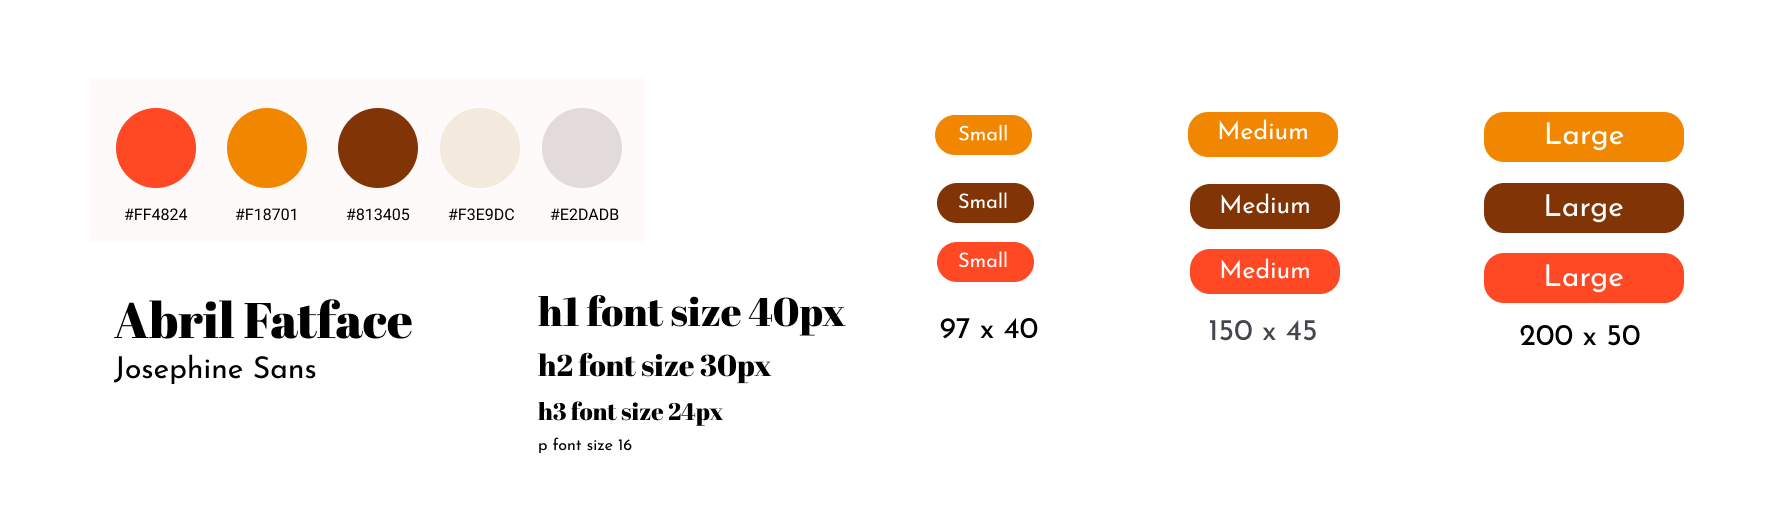 #FF4824 #F18701 #813405 #F3E9DC #E2DADB
Abril Fatface
Josephine Sans
h1 font size 40px
h2 font size 30px
h3 font size 24px
p font size 16
Small
Small
Small
97 x 40
Medium
Medium
Medium
150 x 45
Large
Large
Large
200 x 50